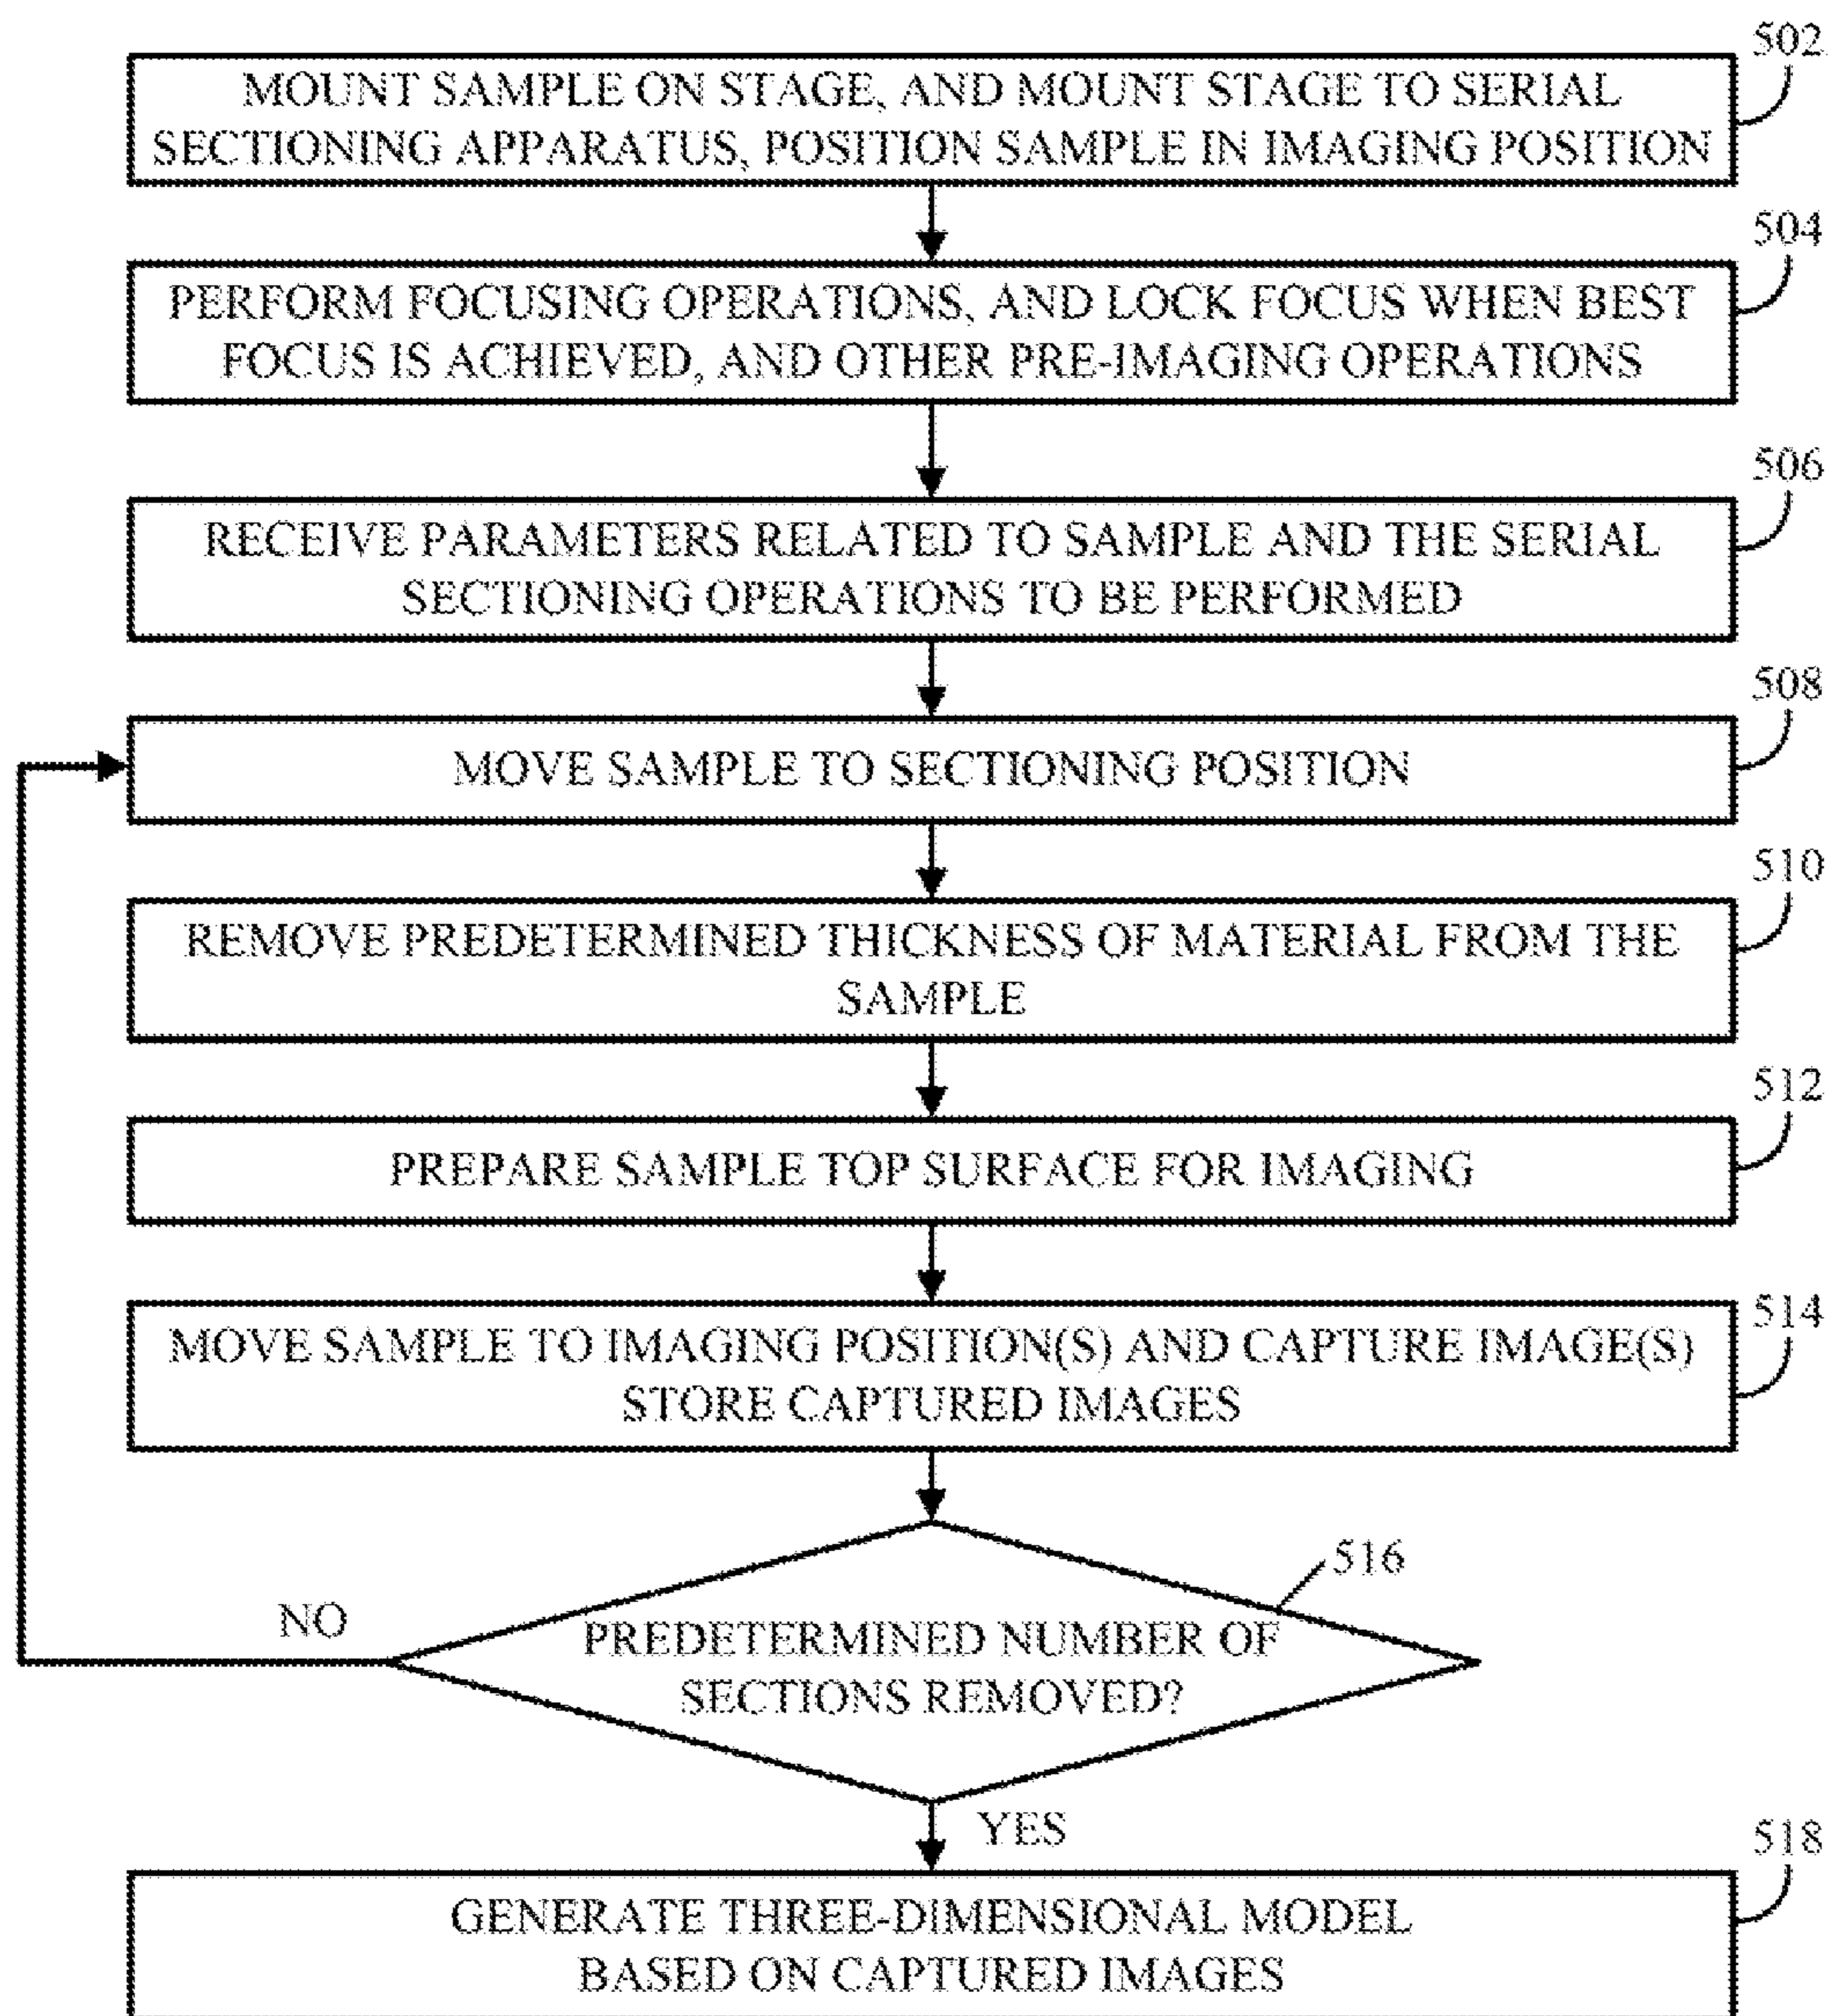 502
MOUNT SAMPLE ON STAGE, AND MOUNT STAGE TO SERIAL
SECTIONING APPARATUS, POSITION SAMPLE IN IMAGING POSITION
504
PERFORM FOCUSING OPERATIONS, AND LOCK FOCUS WHEN BEST
FOCUS IS ACHIEVED, AND OTHER PRE-IMAGING OPERATIONS
506
RECEIVE PARAMETERS RELATED TO SAMPLE AND THE SERIAL
SECTIONING OPERATIONS TO BE PERFORMED
508
MOVE SAMPLE TO SECTIONING POSITION
510
REMOVE PREDETERMINED THICKNESS OF MATERIAL FROM THE
SAMPLE
512
PREPARE SAMPLE TOP SURFACE FOR IMAGING
514
MOVE SAMPLE TO IMAGING POSITION(S) AND CAPTURE IMAGE(S)
STORE CAPTURED IMAGES
516
NO
PREDETERMINED NUMBER OF
SECTIONS REMOVED?
YES
518
GENERATE THREE-DIMENSIONAL MODEL
BASED ON CAPTURED IMAGES